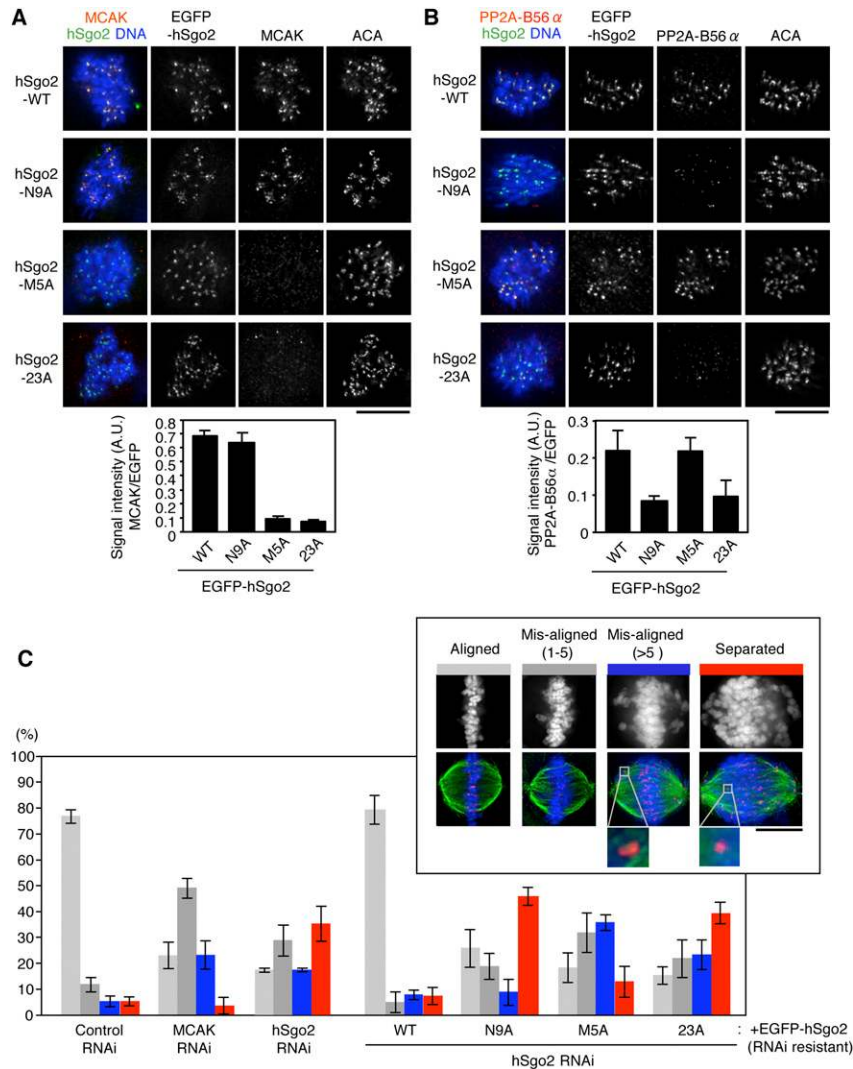 A
MCAK
hSgo2 DNA
EGFP
-hSgo2
MCAK
ACA
hSgo2
-WT
hSgo2
-N9A
hSgo2
-M5A
hSgo2
-23A
Signal intensity (A.U.)
MCAK/EGFP
0.8
0.7
0.6
0.5
0.4
0.3
0.2
0.1
WT
N9A
M5A
23A
EGFP-hSgo2
B
PP2A-B56 α
hSgo2 DNA
EGFP
-hSgo2
PP2A-B56 α
ACA
hSgo2
-WT
hSgo2
-N9A
hSgo2
-M5A
hSgo2
-23A
Signal intensity (A.U.)
PP2A-B56α/EGFP
0.3
0.2
0.1
0
WT
N9A
M5A
23A
EGFP-hSgo2
C
Aligned
Mis-aligned
(1-5)
Mis-aligned
(>5 )
Separated
(%)
100
90
80
70
60
50
40
30
20
10
0
Control
RNAi
MCAK
RNAi
hSgo2
RNAi
WT
N9A
M5A
23A
: +EGFP-hSgo2
(RNAi resistant)
hSgo2 RNAi